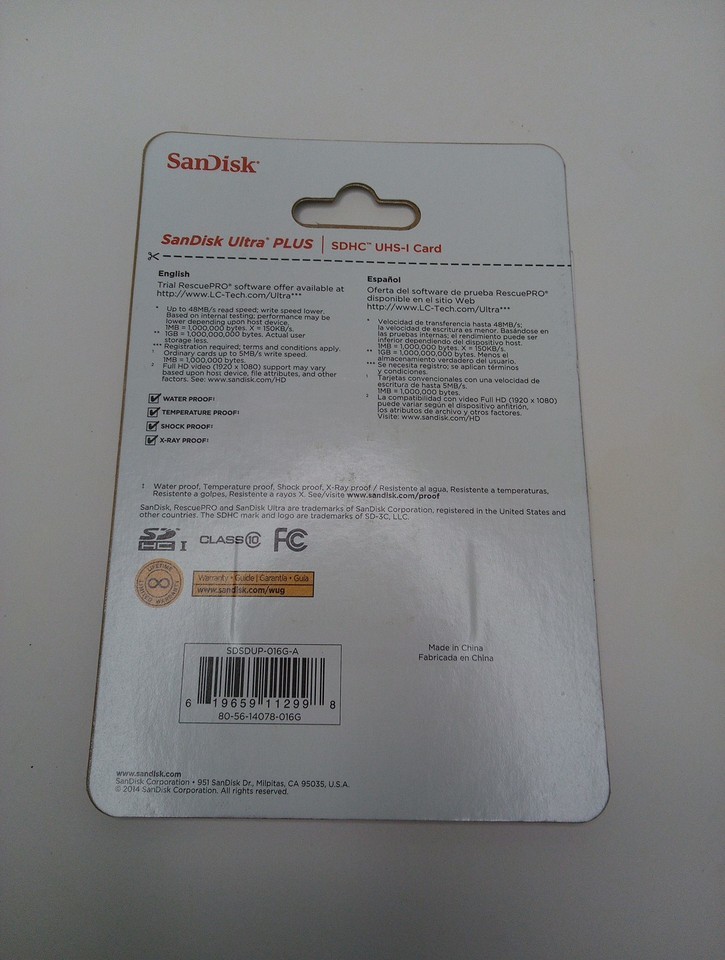 SanDisk®
SanDisk Ultra® PLUS | SDHC™ UHS-I Card
English
Trial RescuePRO® software offer available at
http://www.LC-Tech.com/Ultra***
* Up to 48MB/s read speed; write speed lower.
Based on internal testing; performance may be
lower depending upon host device.
1MB = 1,000,000 bytes. X = 150KB/s.
** 1GB = 1,000,000,000 bytes. Actual user
storage less.
*** Registration required; terms and conditions apply.
† Ordinary cards up to 5MB/s write speed.
1MB = 1,000,000 bytes.
² Full HD video (1920 x 1080) support may vary
based upon host device, file attributes, and other
factors. See: www.sandisk.com/HD
WATER PROOF‡
TEMPERATURE PROOF‡
SHOCK PROOF‡
X-RAY PROOF‡
Español
Oferta del software de prueba RescuePRO®
disponible en el sitio Web
http://www.LC-Tech.com/Ultra***
* Velocidad de transferencia hasta 48MB/s;
la velocidad de escritura es menor. Basándose en
las pruebas internas; el rendimiento puede ser
inferior dependiendo del dispositivo host.
1MB = 1,000,000 bytes. X = 150KB/s.
** 1GB = 1,000,000,000 bytes. Menos el
almacenamiento verdadero del usuario.
*** Se necesita registro; se aplican términos
y condiciones.
Tarjetas convencionales con una velocidad de
escritura de hasta 5MB/s.
1MB = 1,000,000 bytes.
² La compatibilidad con video Full HD (1920 x 1080)
puede variar según el dispositivo anfitrión,
los atributos de archivo y otros factores.
Visite: www.sandisk.com/HD
‡ Water proof, Temperature proof, Shock proof, X-Ray proof / Resistente al agua, Resistente a temperaturas,
Resistente a golpes, Resistente a rayos X. See/visite www.sandisk.com/proof
SanDisk, RescuePRO and SanDisk Ultra are trademarks of SanDisk Corporation, registered in the United States and
other countries. The SDHC mark and logo are trademarks of SD-3C, LLC.
SD HC I CLASS 10 FC
LIFETIME LIMITED WARRANTY
Warranty • Guide | Garantía • Guía
www.sandisk.com/wug
SDSDUP-016G-A
6 19659 11299 8
80-56-14078-016G
Made in China
Fabricada en China
www.sandisk.com
SanDisk Corporation • 951 SanDisk Dr., Milpitas, CA 95035, U.S.A.
© 2014 SanDisk Corporation. All rights reserved.